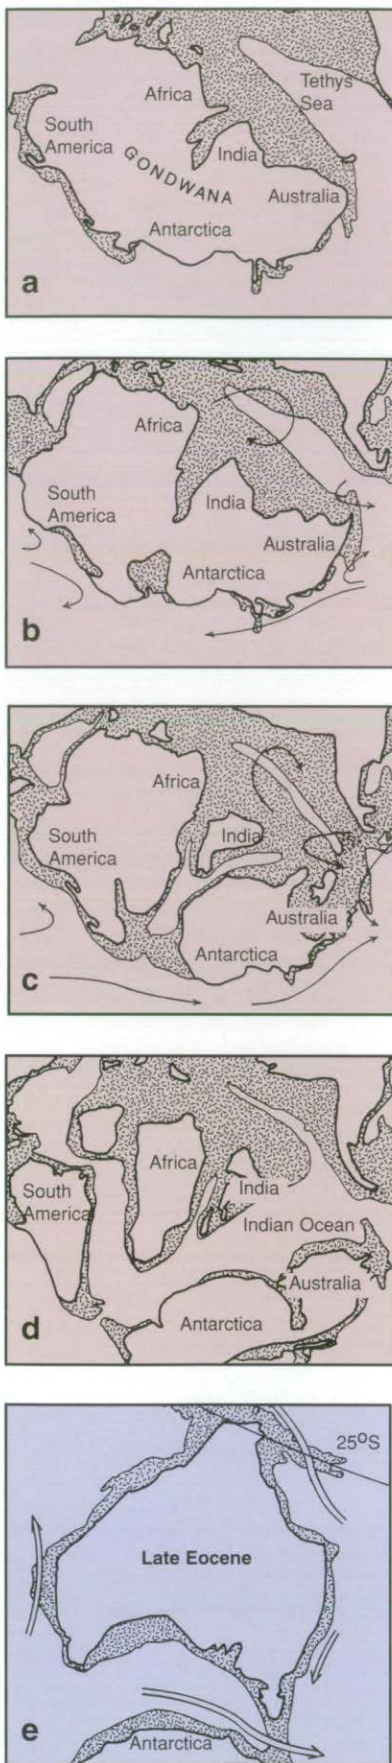 Africa
Tethys
Sea
South
America
India
GONDWANA
Australia
Antarctica
a
Africa
South
America
India
Australia
Antarctica
b
Africa
South
America
India
Australia
Antarctica
c
Africa
South
America
India
Indian Ocean
Australia
Antarctica
d
25°S
Late Eocene
Antarctica
e